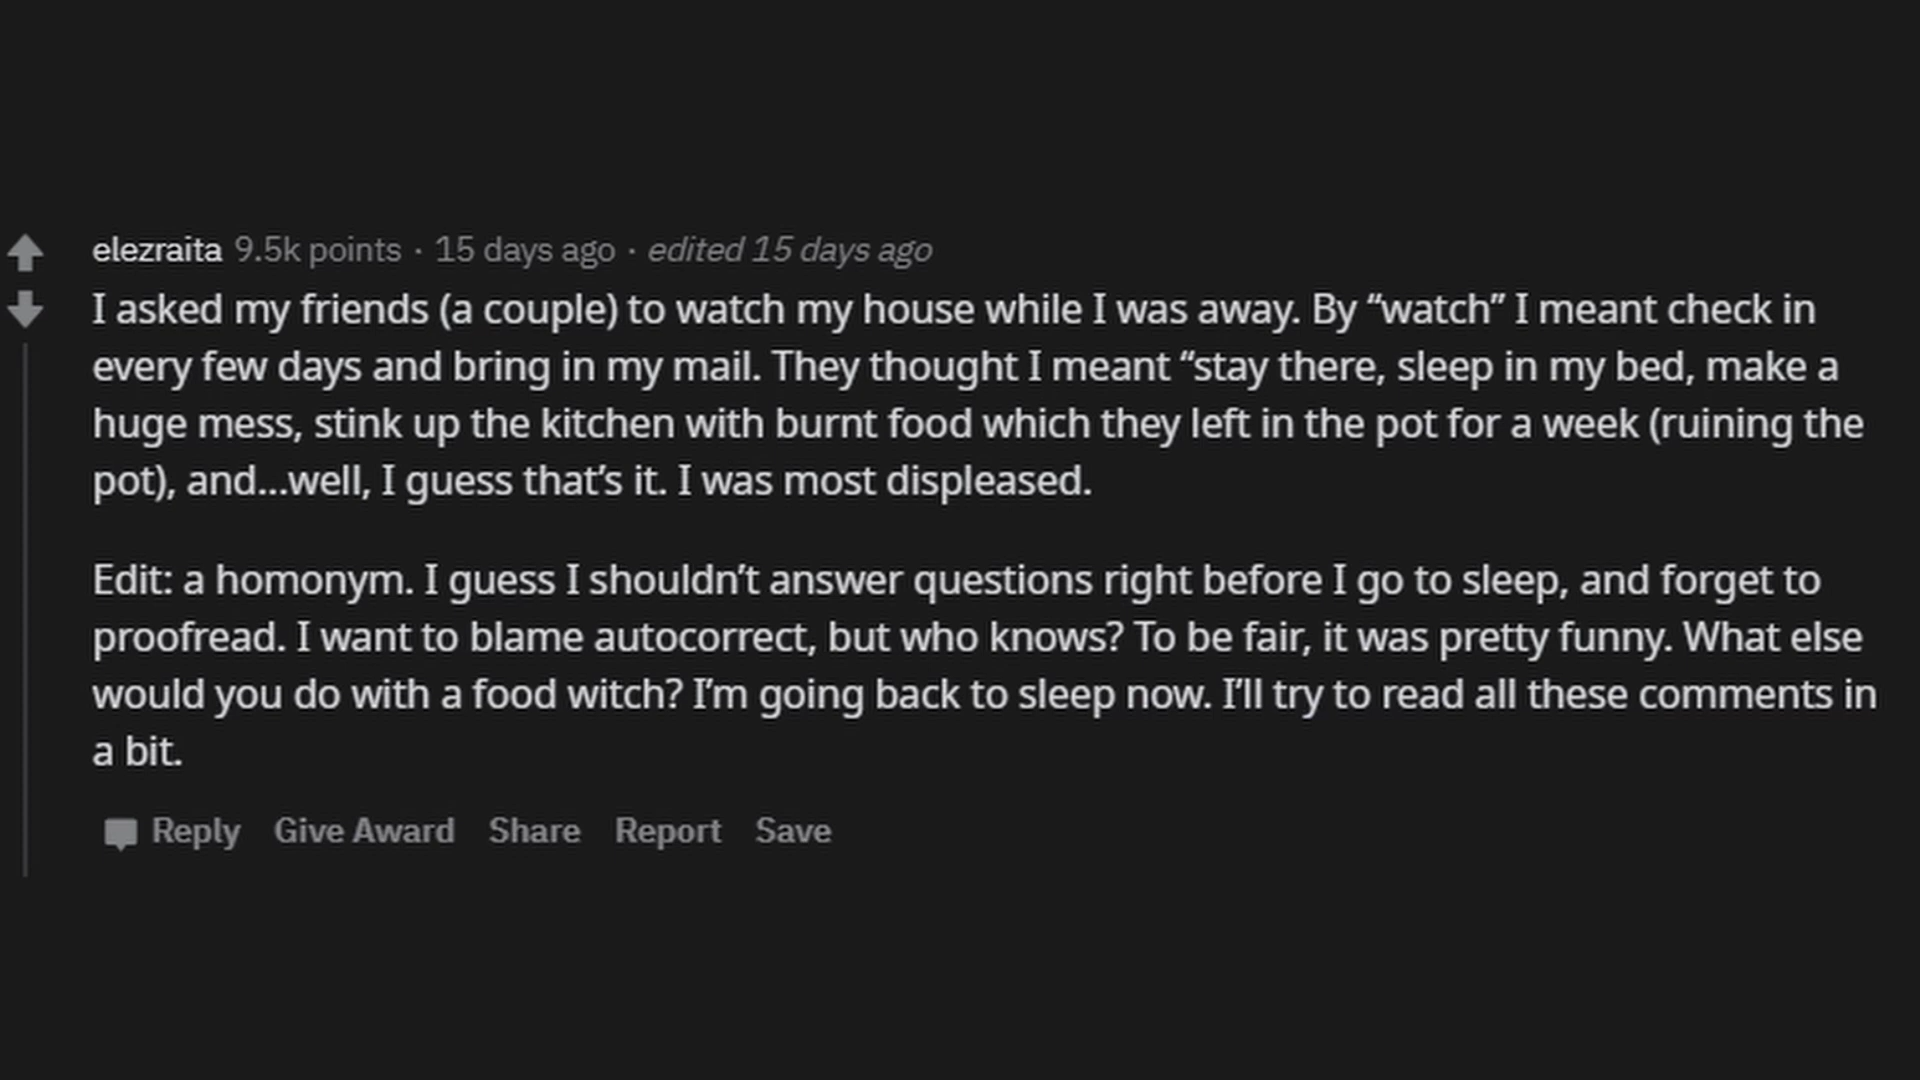 elezraita 9.5k points · 15 days ago · edited 15 days ago
I asked my friends (a couple) to watch my house while I was away. By “watch” I meant check in
every few days and bring in my mail. They thought I meant “stay there, sleep in my bed, make a
huge mess, stink up the kitchen with burnt food which they left in the pot for a week (ruining the
pot), and...well, I guess that’s it. I was most displeased.
Edit: a homonym. I guess I shouldn’t answer questions right before I go to sleep, and forget to
proofread. I want to blame autocorrect, but who knows? To be fair, it was pretty funny. What else
would you do with a food witch? I’m going back to sleep now. I’ll try to read all these comments in
a bit.
Reply Give Award Share Report Save